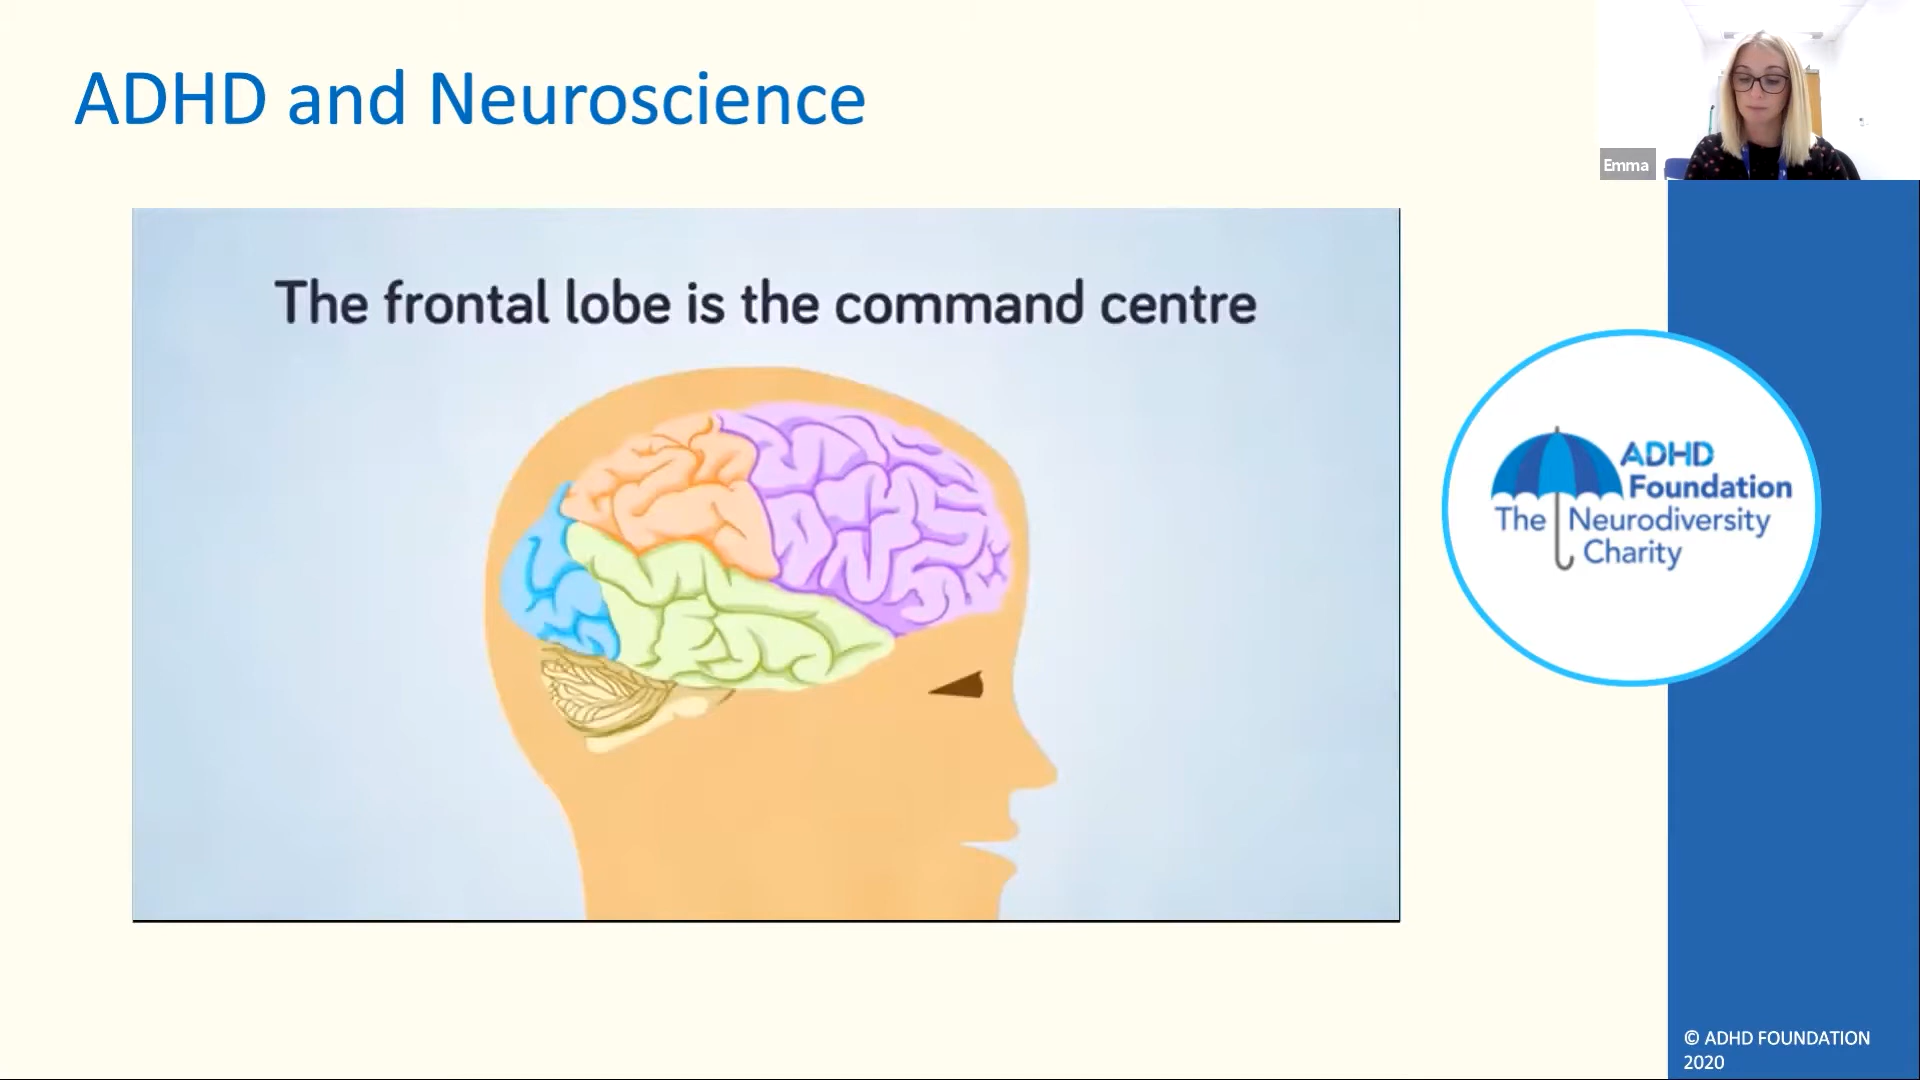 ADHD and Neuroscience
Emma
The frontal lobe is the command centre
ADHD
Foundation
The Neurodiversity
Charity
© ADHD FOUNDATION
2020